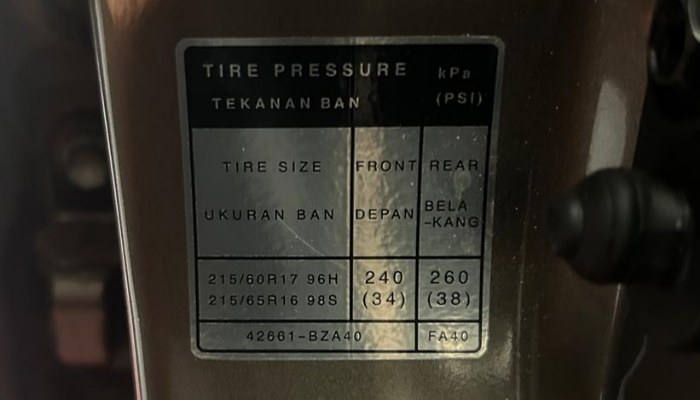 TIRE PRESSURE kPa
TEKANAN BAN (PSI)
TIRE SIZE FRONT REAR
UKURAN BAN DEPAN BELA
-KANG
215/60R17 96H 240 260
215/65R16 98S (34) (38)
42661-BZA40 FA40